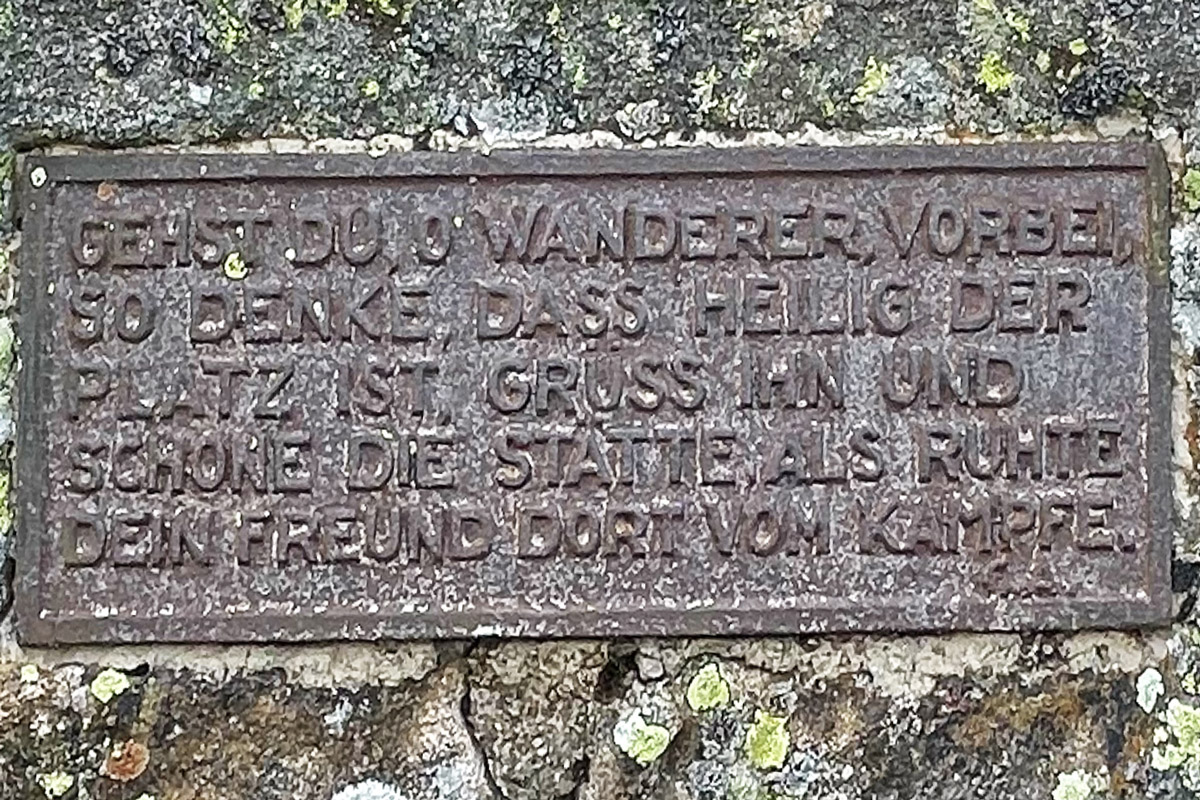 GEHST DU, O WANDERER, VORBEI,
SO DENKE, DASS HEILIG DER
PLATZ IST, GRÜSS IHN UND
SCHONE DIE STÄTTE, ALS RUHTE
DEIN FREUND DORT VOM KAMPFE.